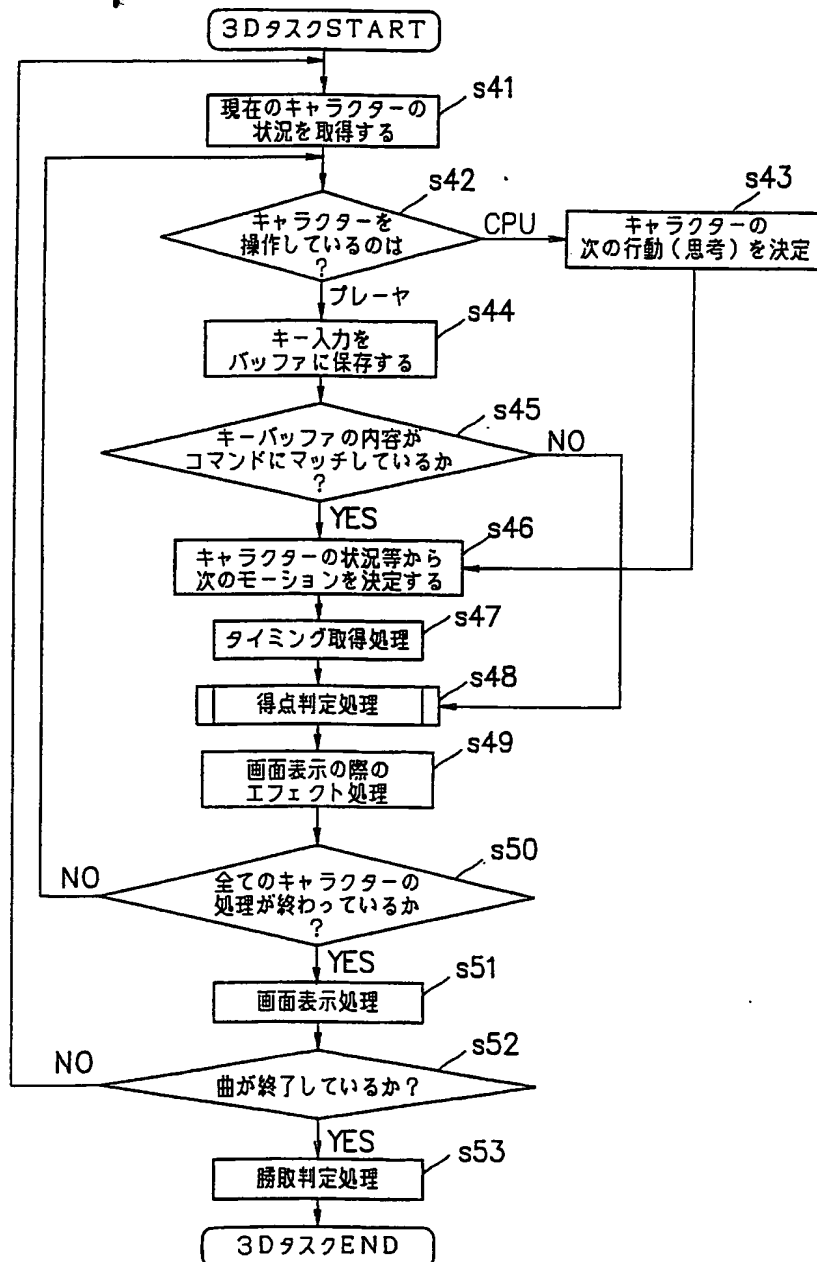 3DタスクSTART
s41
現在のキャラクターの
状況を取得する
s42
キャラクターを
操作しているのは
?
CPU
s43
キャラクターの
次の行動(思考)を決定
プレーヤ
s44
キー入力を
バッファに保存する
s45
キーバッファの内容が
コマンドにマッチしているか
?
NO
YES
s46
キャラクターの状況等から
次のモーションを決定する
s47
タイミング取得処理
s48
得点判定処理
s49
画面表示の際の
エフェクト処理
s50
NO
全てのキャラクターの
処理が終わっているか
?
YES
s51
画面表示処理
s52
NO
曲が終了しているか?
YES
s53
勝敗判定処理
3DタスクEND